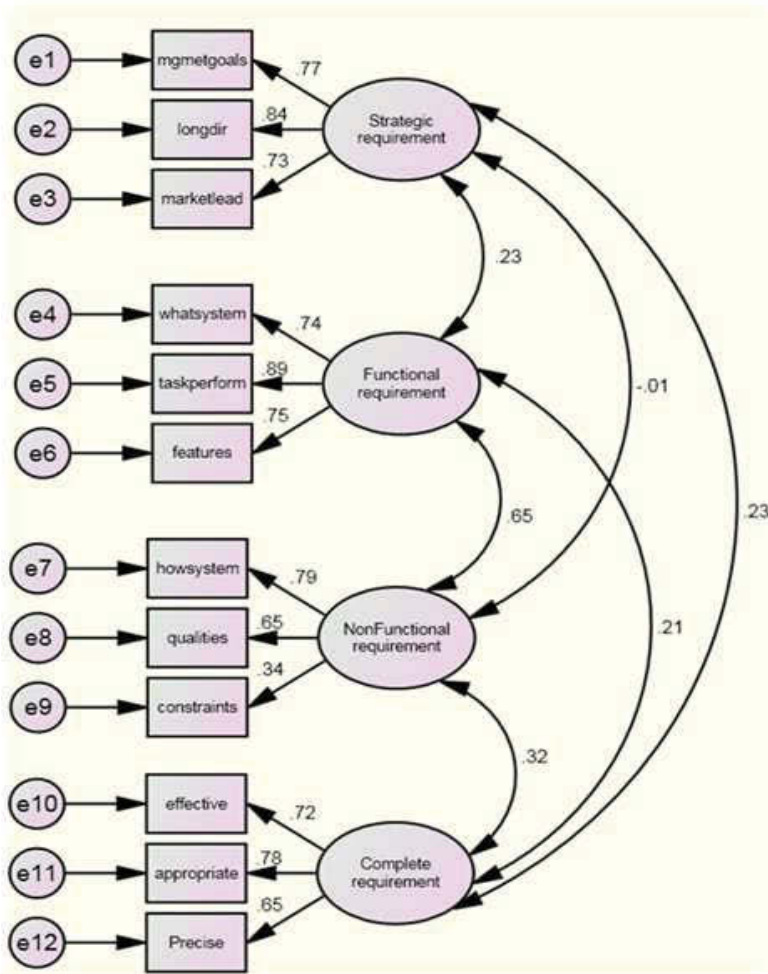 e1
mgmetgoals
.77
e2
longdir
.84
Strategic
requirement
e3
marketlead
.73
.23
e4
whatsystem
.74
e5
taskperform
.89
Functional
requirement
-.01
e6
features
.75
.23
.65
e7
howsystem
.79
e8
qualities
.65
NonFunctional
requirement
.21
e9
constraints
.34
.32
e10
effective
.72
e11
appropriate
.78
Complete
requirement
e12
Precise
.65